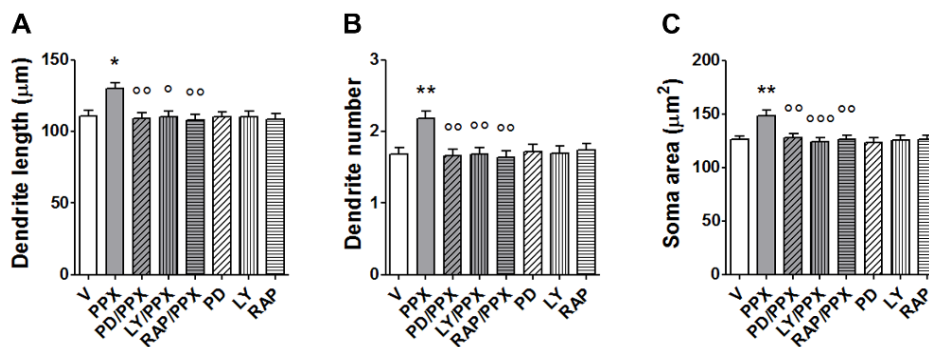 A
Dendrite length (µm)
150
100
50
0
*
°°
°
°°
V
PPX
PD/PPX
LY/PPX
RAP/PPX
PD
LY
RAP
B
Dendrite number
3
2
1
0
**
°°
°°
°°
V
PPX
PD/PPX
LY/PPX
RAP/PPX
PD
LY
RAP
C
Soma area (µm²)
200
150
100
50
0
**
°°
°°°
°°
V
PPX
PD/PPX
LY/PPX
RAP/PPX
PD
LY
RAP